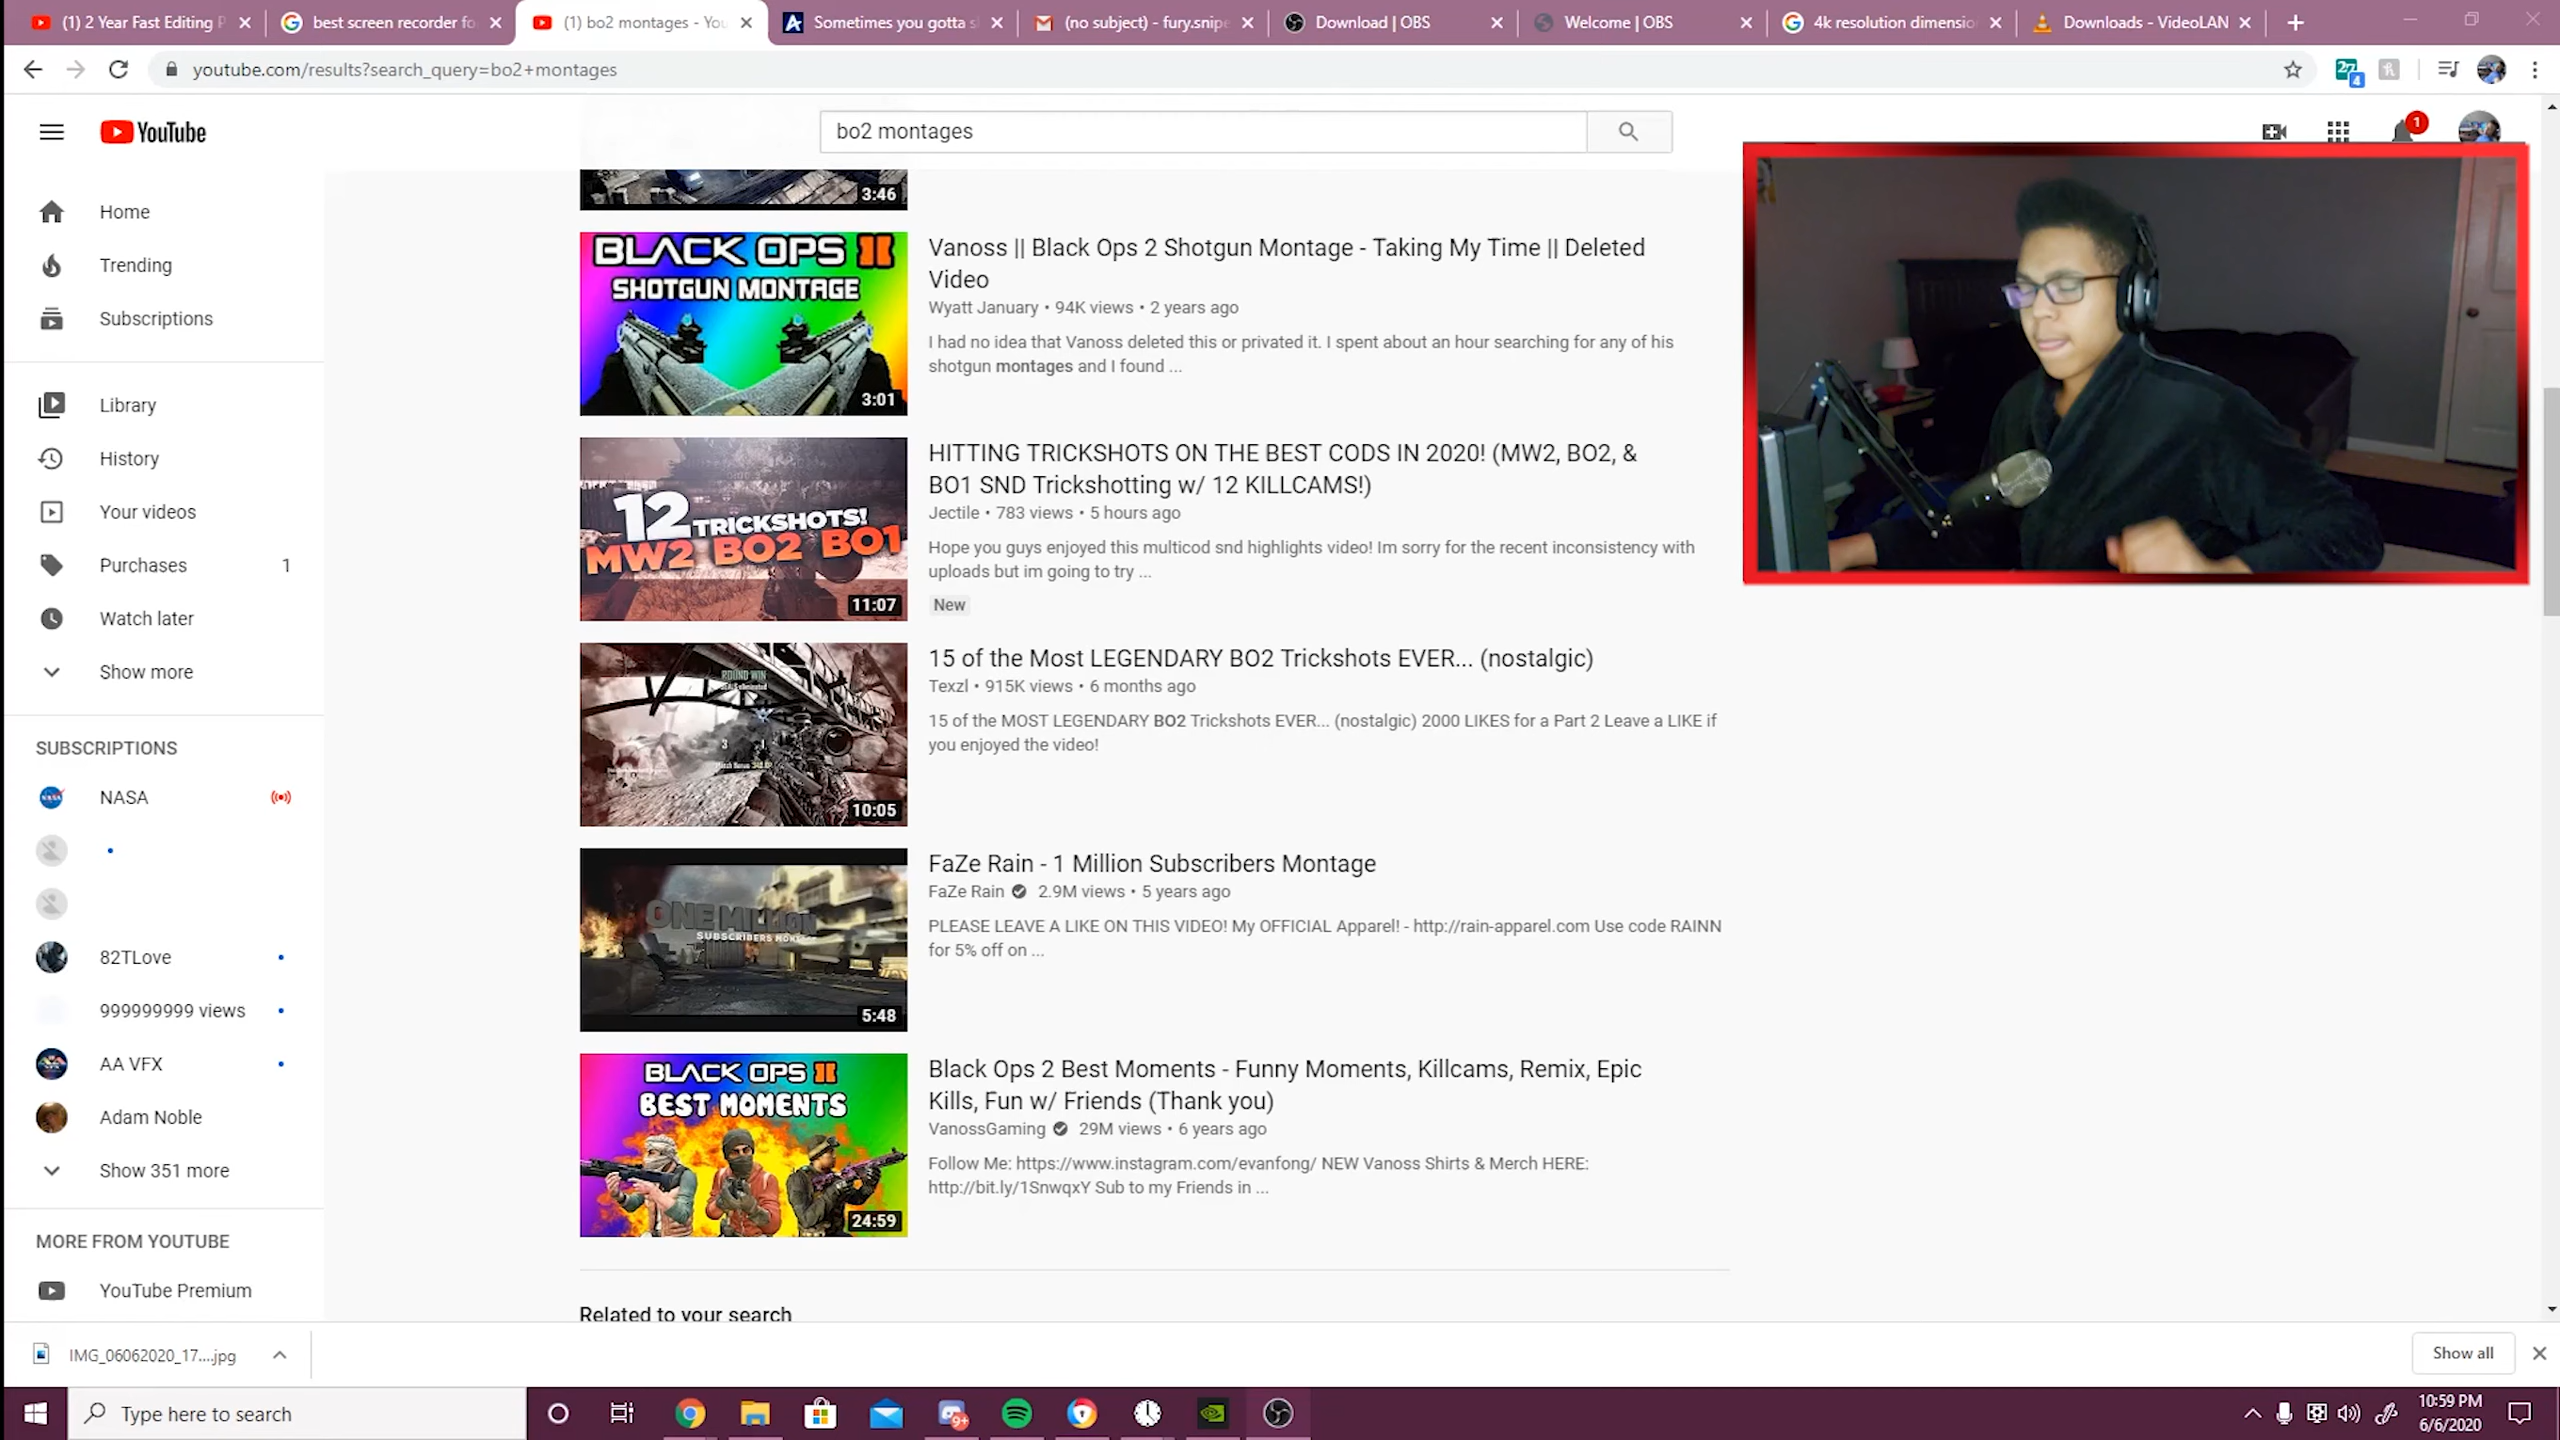 (1) 2 Year Fast Editing P
best screen recorder fo
(1) bo2 montages - You
Sometimes you gotta s
(no subject) - fury.snipe
Download | OBS
Welcome | OBS
4k resolution dimensio
Downloads - VideoLAN
youtube.com/results?search_query=bo2+montages
27
4
YouTube
bo2 montages
1
Home
Trending
Subscriptions
Library
History
Your videos
Purchases 1
Watch later
Show more
SUBSCRIPTIONS
NASA
82TLove
999999999 views
AA VFX
Adam Noble
Show 351 more
MORE FROM YOUTUBE
YouTube Premium
3:46
BLACK OPS II
SHOTGUN MONTAGE
3:01
Vanoss || Black Ops 2 Shotgun Montage - Taking My Time || Deleted
Video
Wyatt January • 94K views • 2 years ago
I had no idea that Vanoss deleted this or privated it. I spent about an hour searching for any of his
shotgun montages and I found ...
12 TRICKSHOTS!
MW2 BO2 BO1
11:07
HITTING TRICKSHOTS ON THE BEST CODS IN 2020! (MW2, BO2, &
BO1 SND Trickshotting w/ 12 KILLCAMS!)
Jectile • 783 views • 5 hours ago
Hope you guys enjoyed this multicod snd highlights video! Im sorry for the recent inconsistency with
uploads but im going to try ...
New
ROUND WIN
10:05
15 of the Most LEGENDARY BO2 Trickshots EVER... (nostalgic)
Texzl • 915K views • 6 months ago
15 of the MOST LEGENDARY BO2 Trickshots EVER... (nostalgic) 2000 LIKES for a Part 2 Leave a LIKE if
you enjoyed the video!
ONE MILLION
SUBSCRIBERS MONTAGE
5:48
FaZe Rain - 1 Million Subscribers Montage
FaZe Rain 2.9M views • 5 years ago
PLEASE LEAVE A LIKE ON THIS VIDEO! My OFFICIAL Apparel! - http://rain-apparel.com Use code RAINN
for 5% off on ...
BLACK OPS II
BEST MOMENTS
24:59
Black Ops 2 Best Moments - Funny Moments, Killcams, Remix, Epic
Kills, Fun w/ Friends (Thank you)
VanossGaming 29M views • 6 years ago
Follow Me: https://www.instagram.com/evanfong/ NEW Vanoss Shirts & Merch HERE:
http://bit.ly/1SnwqxY Sub to my Friends in ...
Related to your search
IMG_06062020_17....jpg
Show all
Type here to search
9+
10:59 PM
6/6/2020